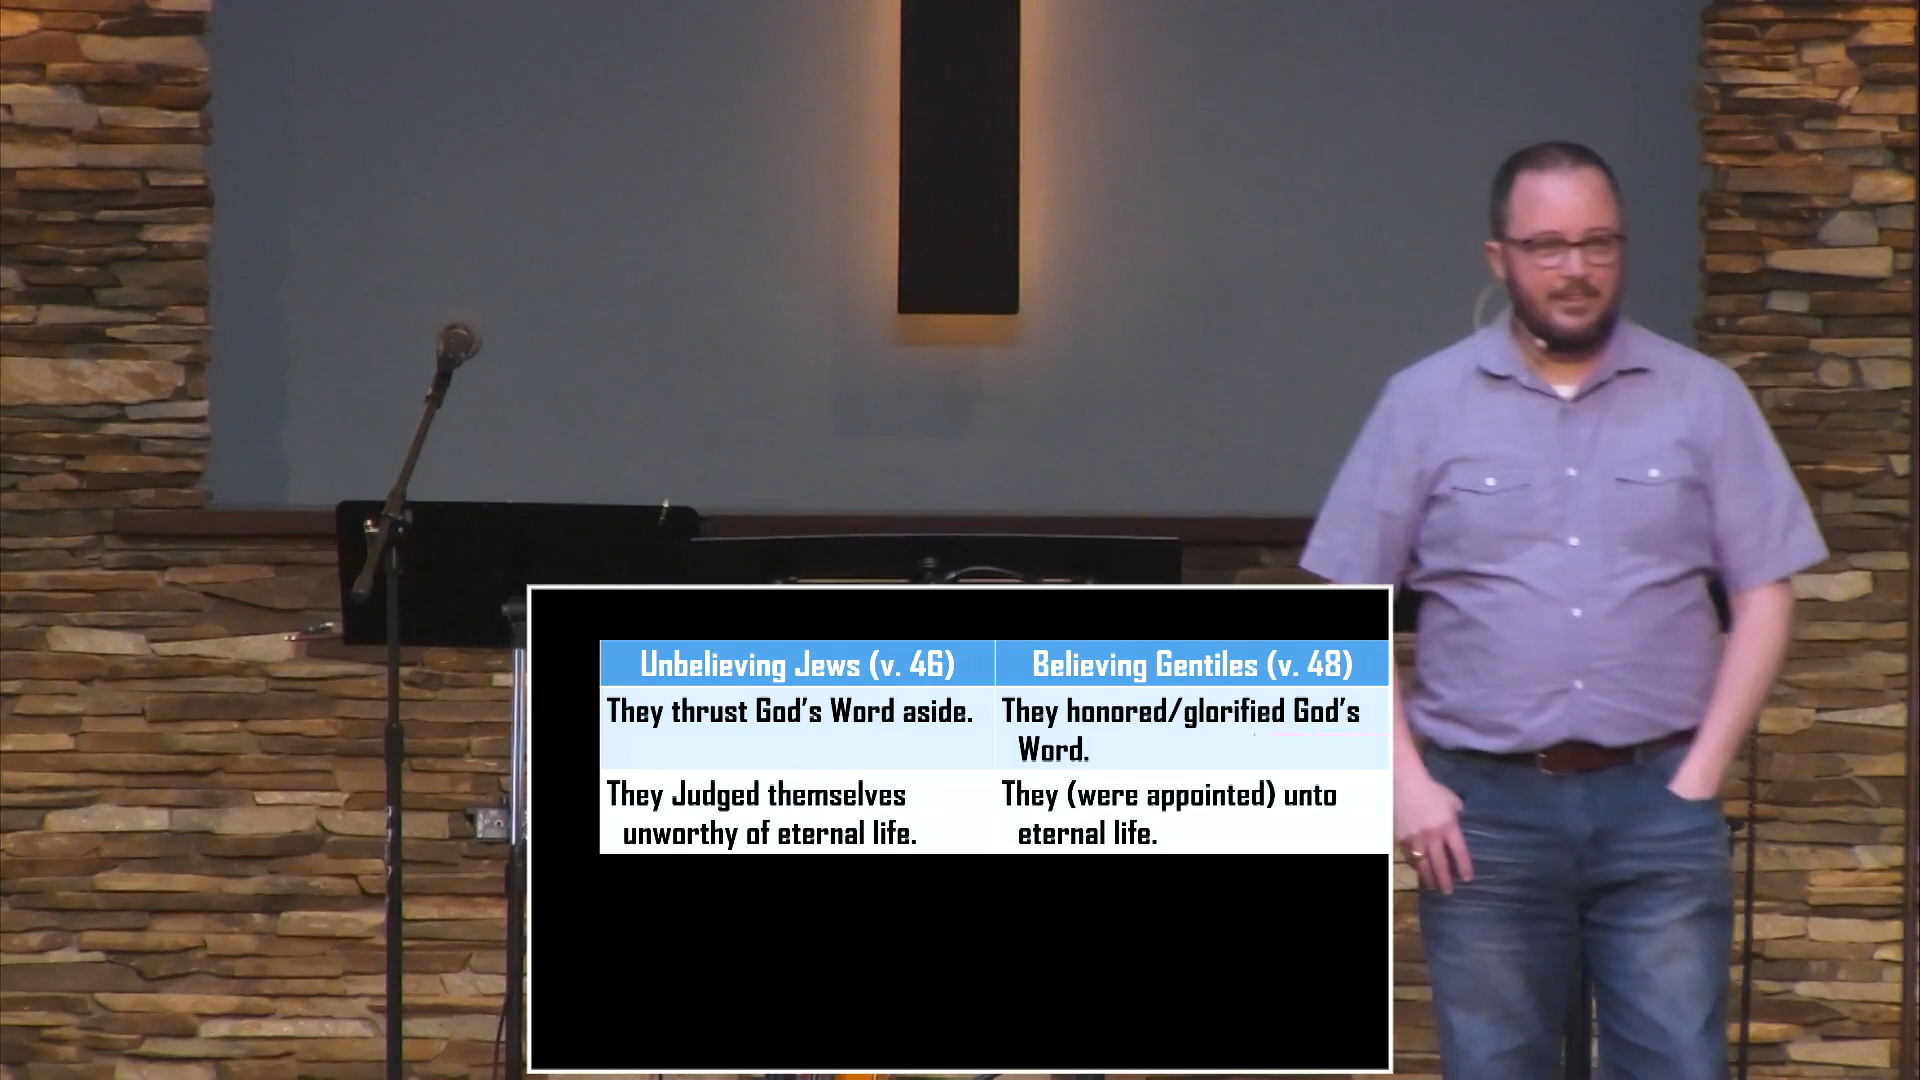 Unbelieving Jews (v. 46)
Believing Gentiles (v. 48)
They thrust God's Word aside.
They honored/glorified God's
Word.
They Judged themselves
unworthy of eternal life.
They (were appointed) unto
eternal life.